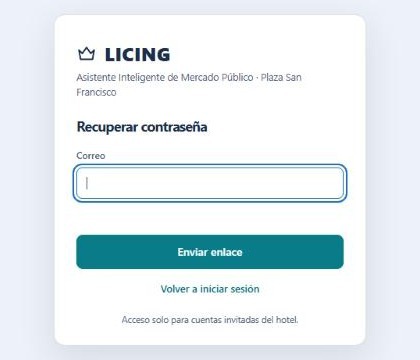 LICING
Asistente Inteligente de Mercado Público · Plaza San
Francisco
Recuperar contraseña
Correo
Enviar enlace
Volver a iniciar sesión
Acceso solo para cuentas invitadas del hotel.